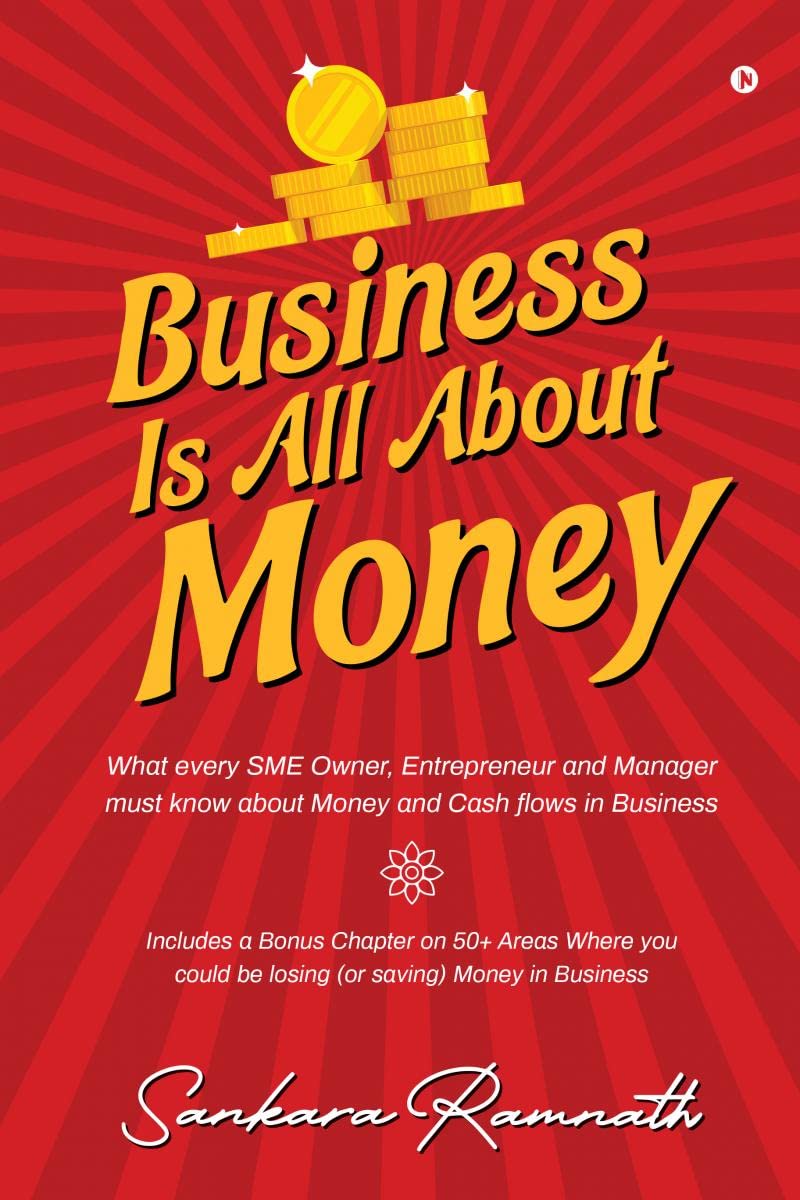 Business
Is All About
Money
What every SME Owner, Entrepreneur and Manager
must know about Money and Cash flows in Business
Includes a Bonus Chapter on 50+ Areas Where you
could be losing (or saving) Money in Business
Sankara Ramnath
N